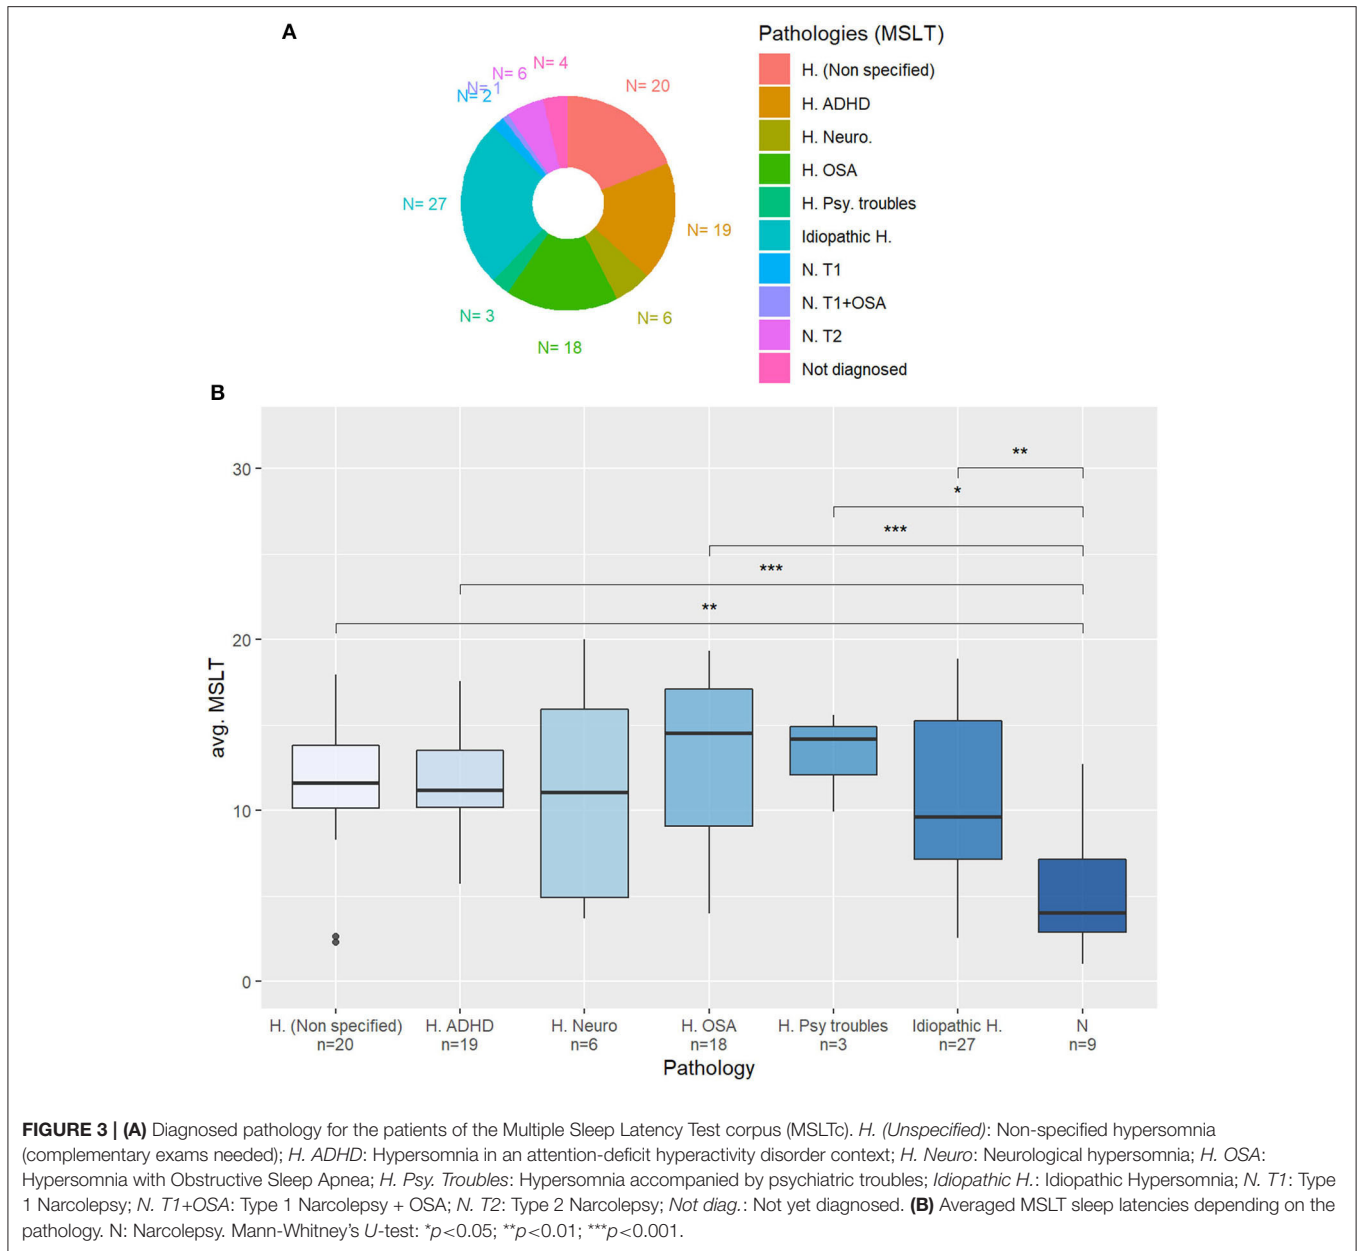 A
Pathologies (MSLT)
N= 4
N= 6
N= 1
N= 2
N= 20
N= 27
N= 19
N= 3
N= 6
N= 18
H. (Non specified)
H. ADHD
H. Neuro.
H. OSA
H. Psy. troubles
Idiopathic H.
N. T1
N. T1+OSA
N. T2
Not diagnosed
B
**
*
***
***
**
30
20
10
0
avg. MSLT
H. (Non specified) H. ADHD H. Neuro H. OSA H. Psy troubles Idiopathic H. N
n=20 n=19 n=6 n=18 n=3 n=27 n=9
Pathology
FIGURE 3 | (A) Diagnosed pathology for the patients of the Multiple Sleep Latency Test corpus (MSLTc). H. (Unspecified): Non-specified hypersomnia
(complementary exams needed); H. ADHD: Hypersomnia in an attention-deficit hyperactivity disorder context; H. Neuro: Neurological hypersomnia; H. OSA:
Hypersomnia with Obstructive Sleep Apnea; H. Psy. Troubles: Hypersomnia accompanied by psychiatric troubles; Idiopathic H.: Idiopathic Hypersomnia; N. T1: Type
1 Narcolepsy; N. T1+OSA: Type 1 Narcolepsy + OSA; N. T2: Type 2 Narcolepsy; Not diag.: Not yet diagnosed. (B) Averaged MSLT sleep latencies depending on the
pathology. N: Narcolepsy. Mann-Whitney's U-test: *p<0.05; **p<0.01; ***p<0.001.